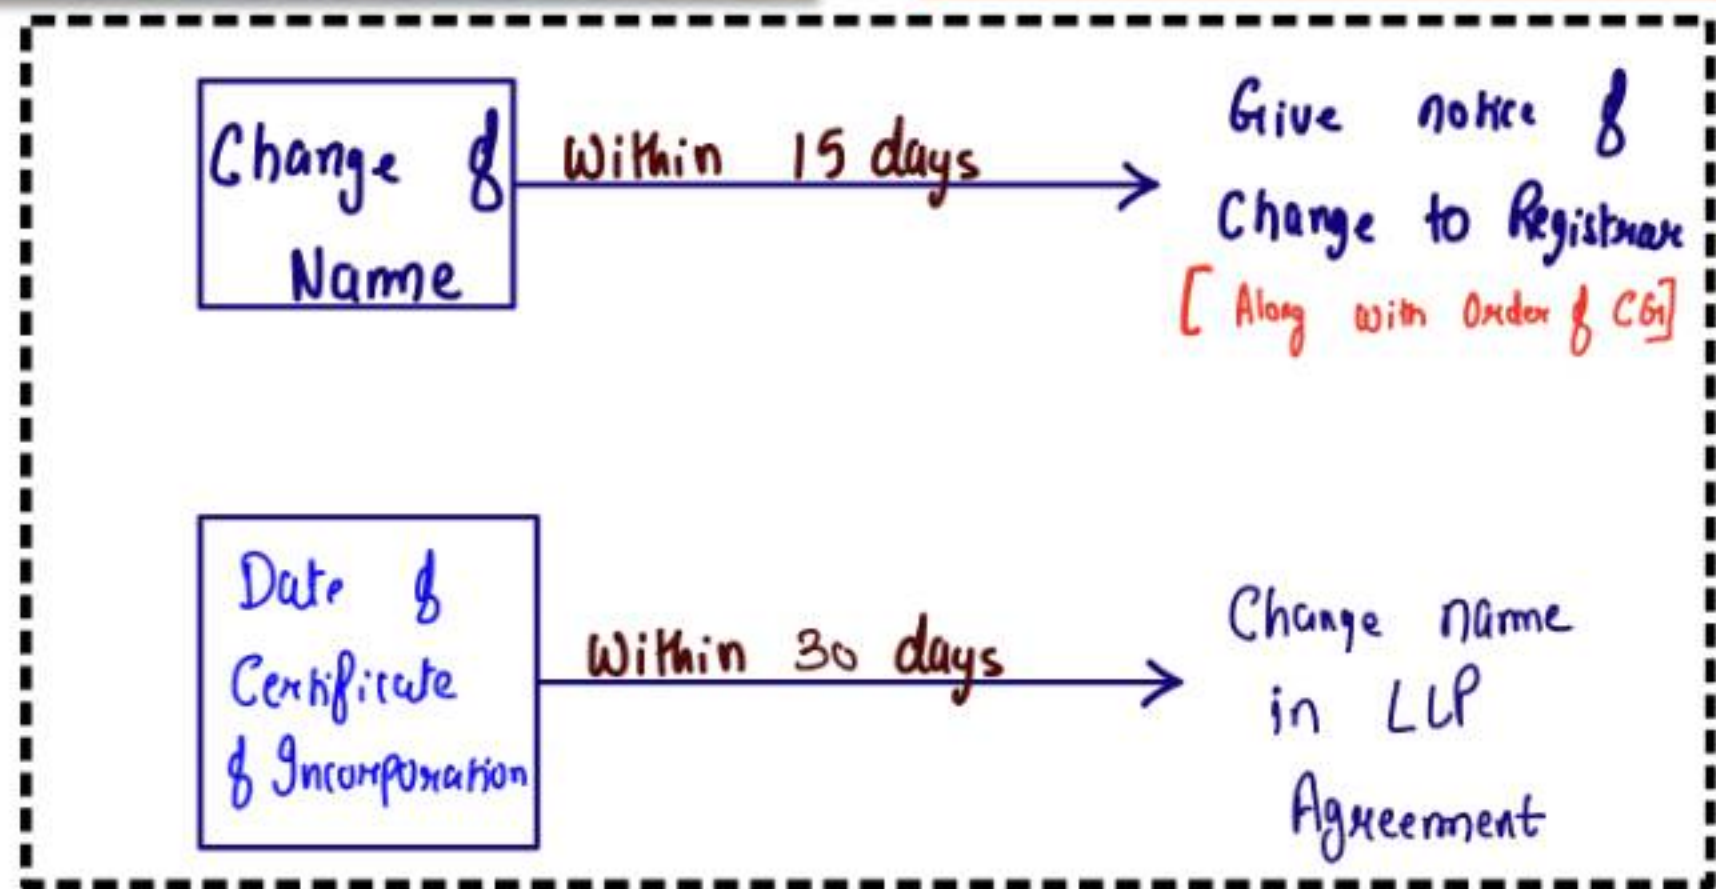 Change of
Name
Within 15 days
Give notice of
Change to Registrar
[Along with Order of CG]
Date of
Certificate
of Incorporation
Within 30 days
Change name
in LLP
Agreement